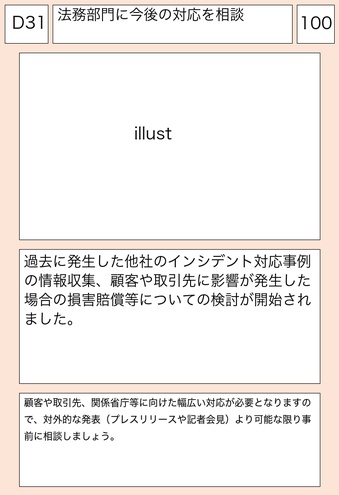 D31
法務部門に今後の対応を相談
100
illust
過去に発生した他社のインシデント対応事例
の情報収集、顧客や取引先に影響が発生した
場合の損害賠償等についての検討が開始され
ました。
顧客や取引先、関係省庁等に向けた幅広い対応が必要となりますの
で、対外的な発表（プレスリリースや記者会見）より可能な限り事
前に相談しましょう。